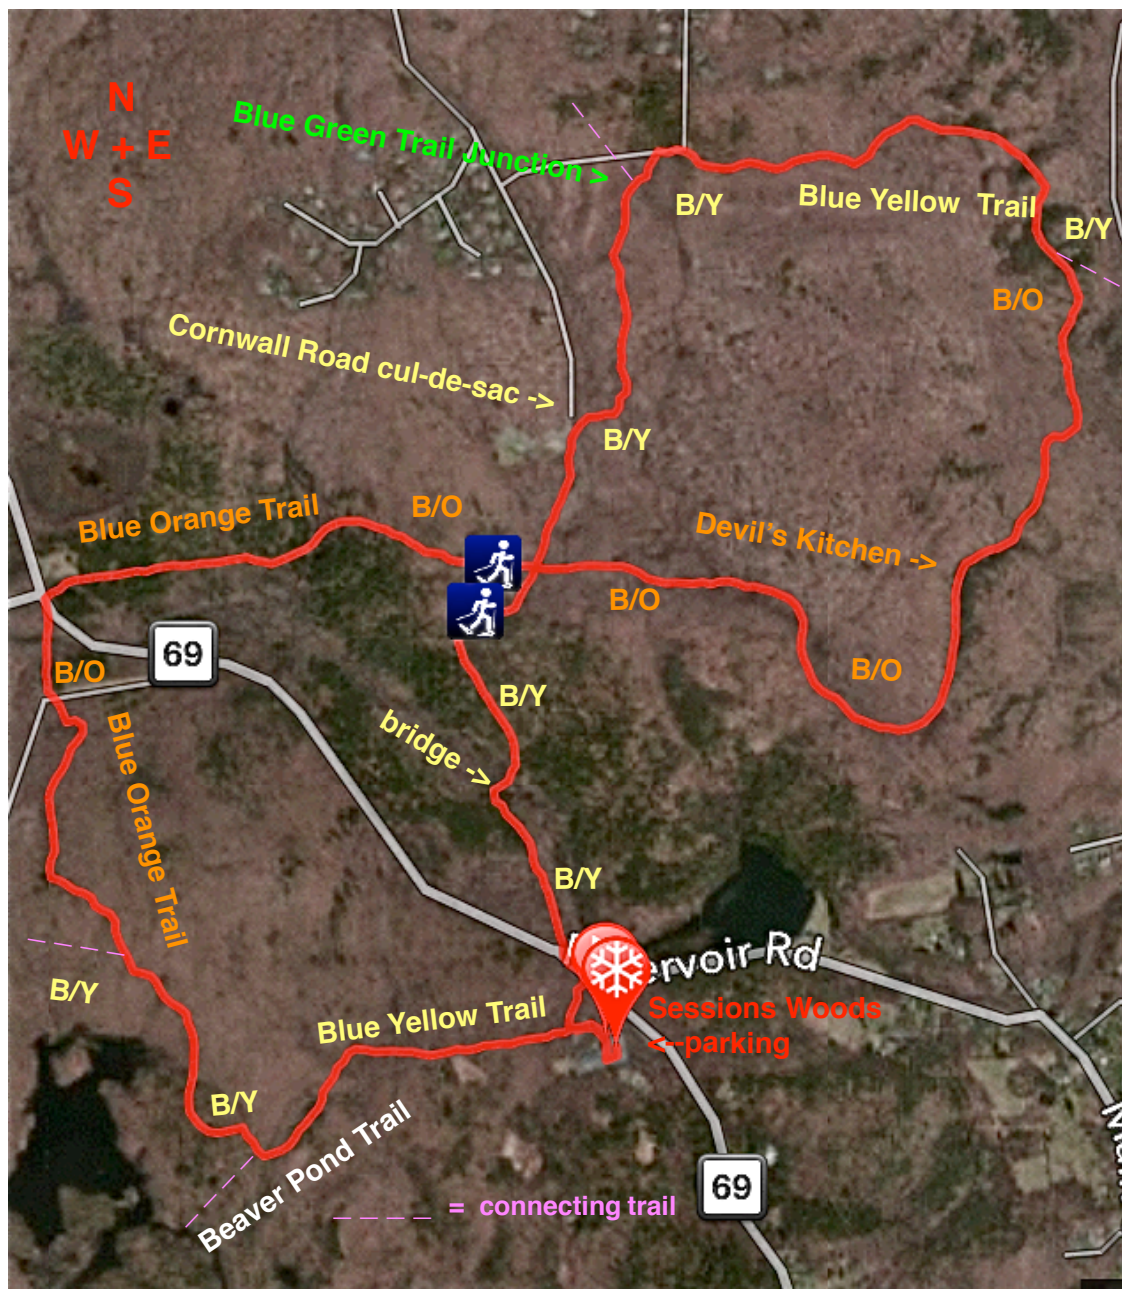 N
W + E
S
Blue Green Trail Junction >
B/Y
Blue Yellow Trail
B/Y
B/O
Cornwall Road cul-de-sac ->
B/Y
Blue Orange Trail
B/O
Devil's Kitchen ->
B/O
69
B/O
B/O
B/Y
Blue Orange Trail
bridge ->
B/Y
ervoir Rd
B/Y
Sessions Woods
<--parking
Blue Yellow Trail
B/Y
Beaver Pond Trail
69
= connecting trail